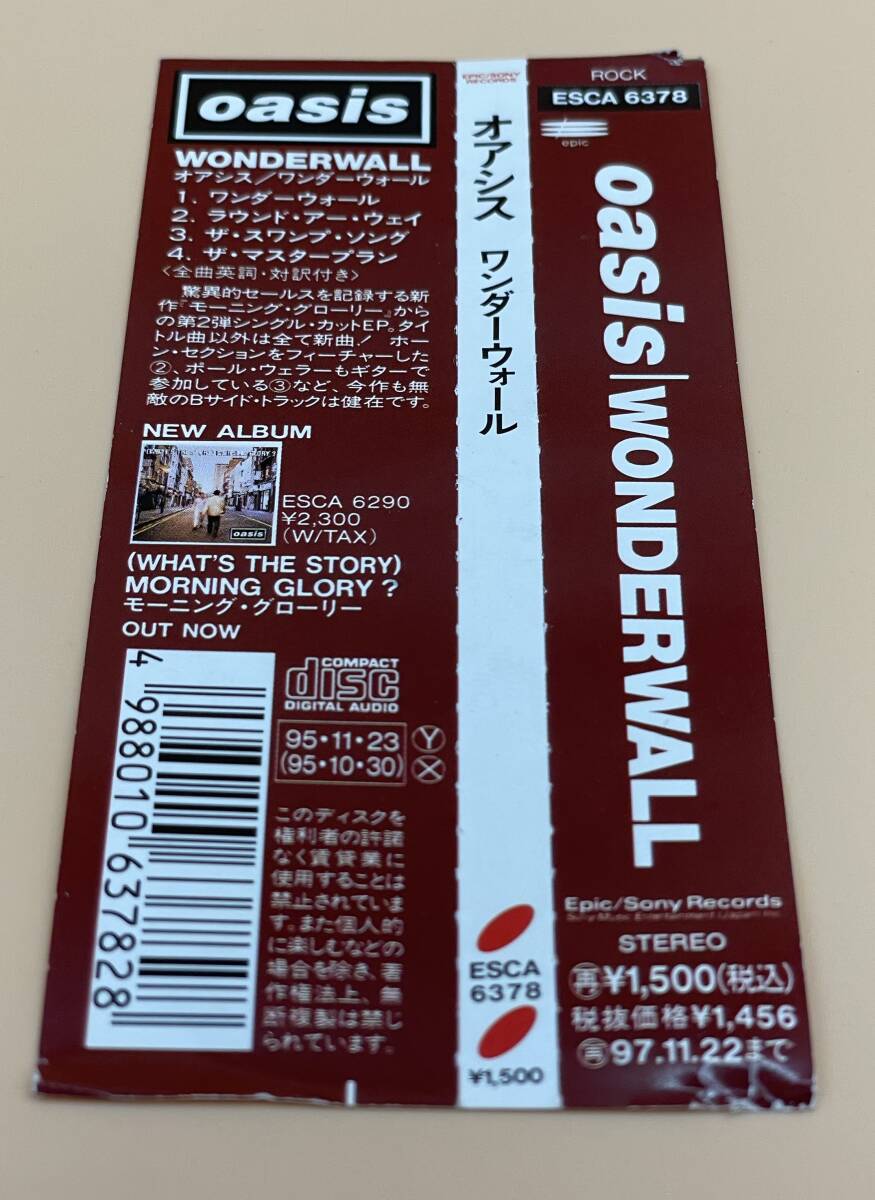 oasis
WONDERWALL
オアシス／ワンダーウォール
1. ワンダーウォール
2. ラウンド・アー・ウェイ
3. ザ・スワンプ・ソング
4. ザ・マスタープラン
〈全曲英詞・対訳付き〉
驚異的セールスを記録する新
作『モーニング・グローリー』から
の第2弾シングル・カットEP。タイ
トル曲以外は全て新曲！ ホー
ン・セクションをフィーチャーした
②、ポール・ウェラーもギターで
参加している③など、今作も無
敵のBサイド・トラックは健在です。
NEW ALBUM
oasis
ESCA 6290
¥2,300
(W/TAX)
(WHAT'S THE STORY)
MORNING GLORY ?
モーニング・グローリー
OUT NOW
4 988010 637828
COMPACT
disc
DIGITAL AUDIO
95・11・23 Ⓨ
(95・10・30) Ⓧ
このディスクを
権利者の許諾
なく賃貸業に
使用することは
禁止されていま
す。また個人的
に楽しむなどの
場合を除き、著
作権法上、無
断複製は禁じ
られています。
EPIC/SONY
RECORDS
オアシス ワンダーウォール
ESCA
6378
¥1,500
ROCK
ESCA 6378
epic
oasis|WONDERWALL
Epic/Sony Records
Sony Music Entertainment (Japan) Inc.
STEREO
再¥1,500(税込)
税抜価格¥1,456
再97.11.22まで